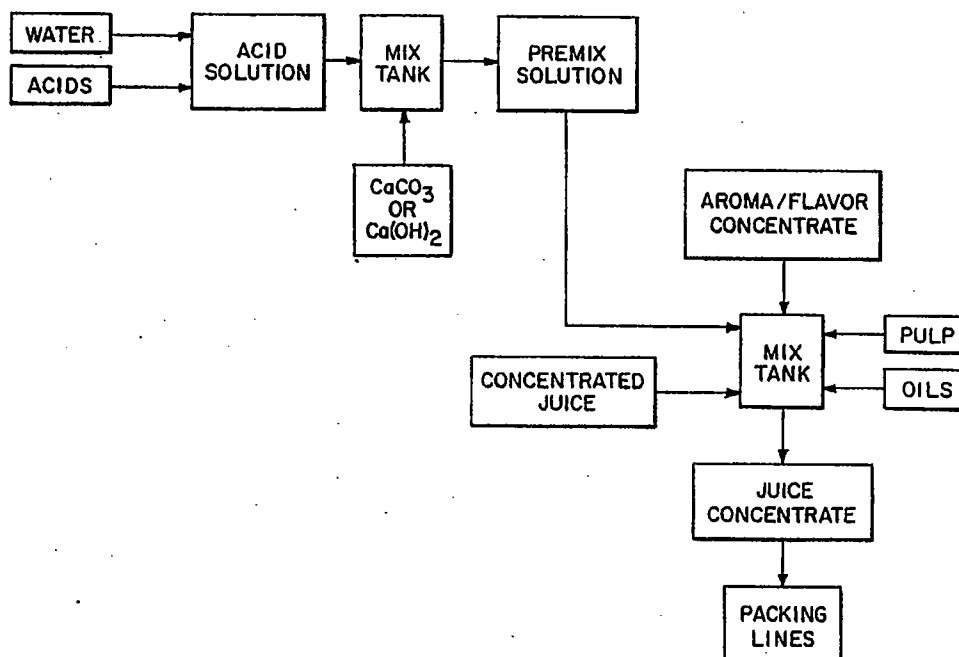 WATER
ACIDS
ACID
SOLUTION
MIX
TANK
PREMIX
SOLUTION
CaCO3
OR
Ca(OH)2
AROMA/FLAVOR
CONCENTRATE
PULP
MIX
TANK
CONCENTRATED
JUICE
OILS
JUICE
CONCENTRATE
PACKING
LINES